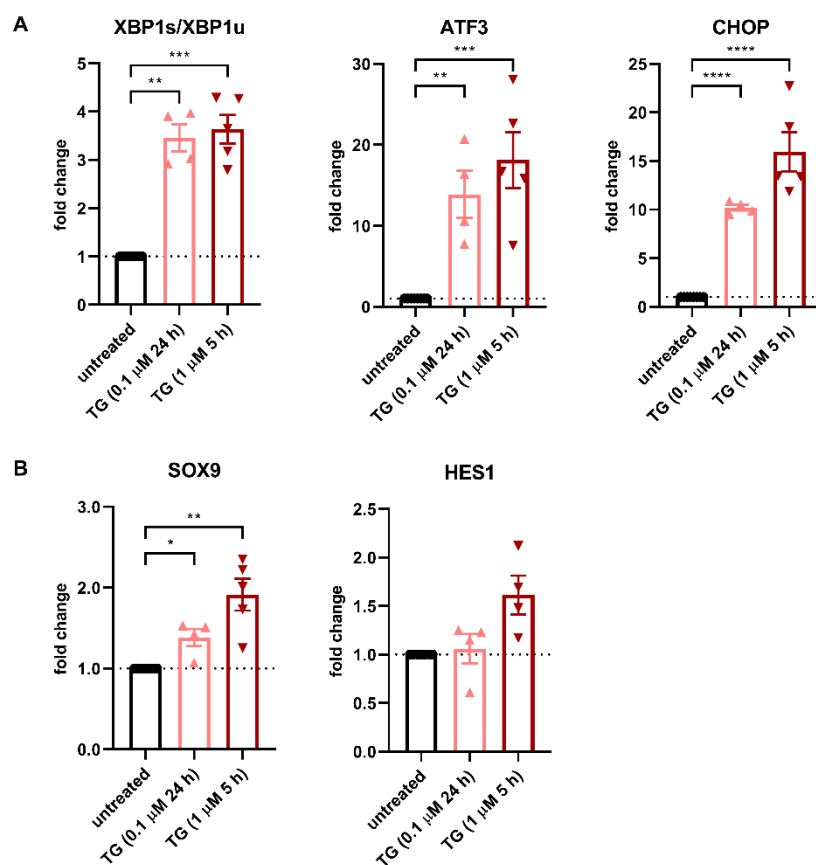 A
XBP1s/XBP1u
ATF3
CHOP
fold change
5
4
3
2
1
0
***
**
untreated
TG (0.1 μM 24 h)
TG (1 μM 5 h)
fold change
30
20
10
0
***
**
untreated
TG (0.1 μM 24 h)
TG (1 μM 5 h)
fold change
25
20
15
10
5
0
****
****
untreated
TG (0.1 μM 24 h)
TG (1 μM 5 h)
B
SOX9
HES1
fold change
3.0
2.0
1.0
0.0
**
*
untreated
TG (0.1 μM 24 h)
TG (1 μM 5 h)
fold change
2.5
2.0
1.5
1.0
0.5
0.0
untreated
TG (0.1 μM 24 h)
TG (1 μM 5 h)